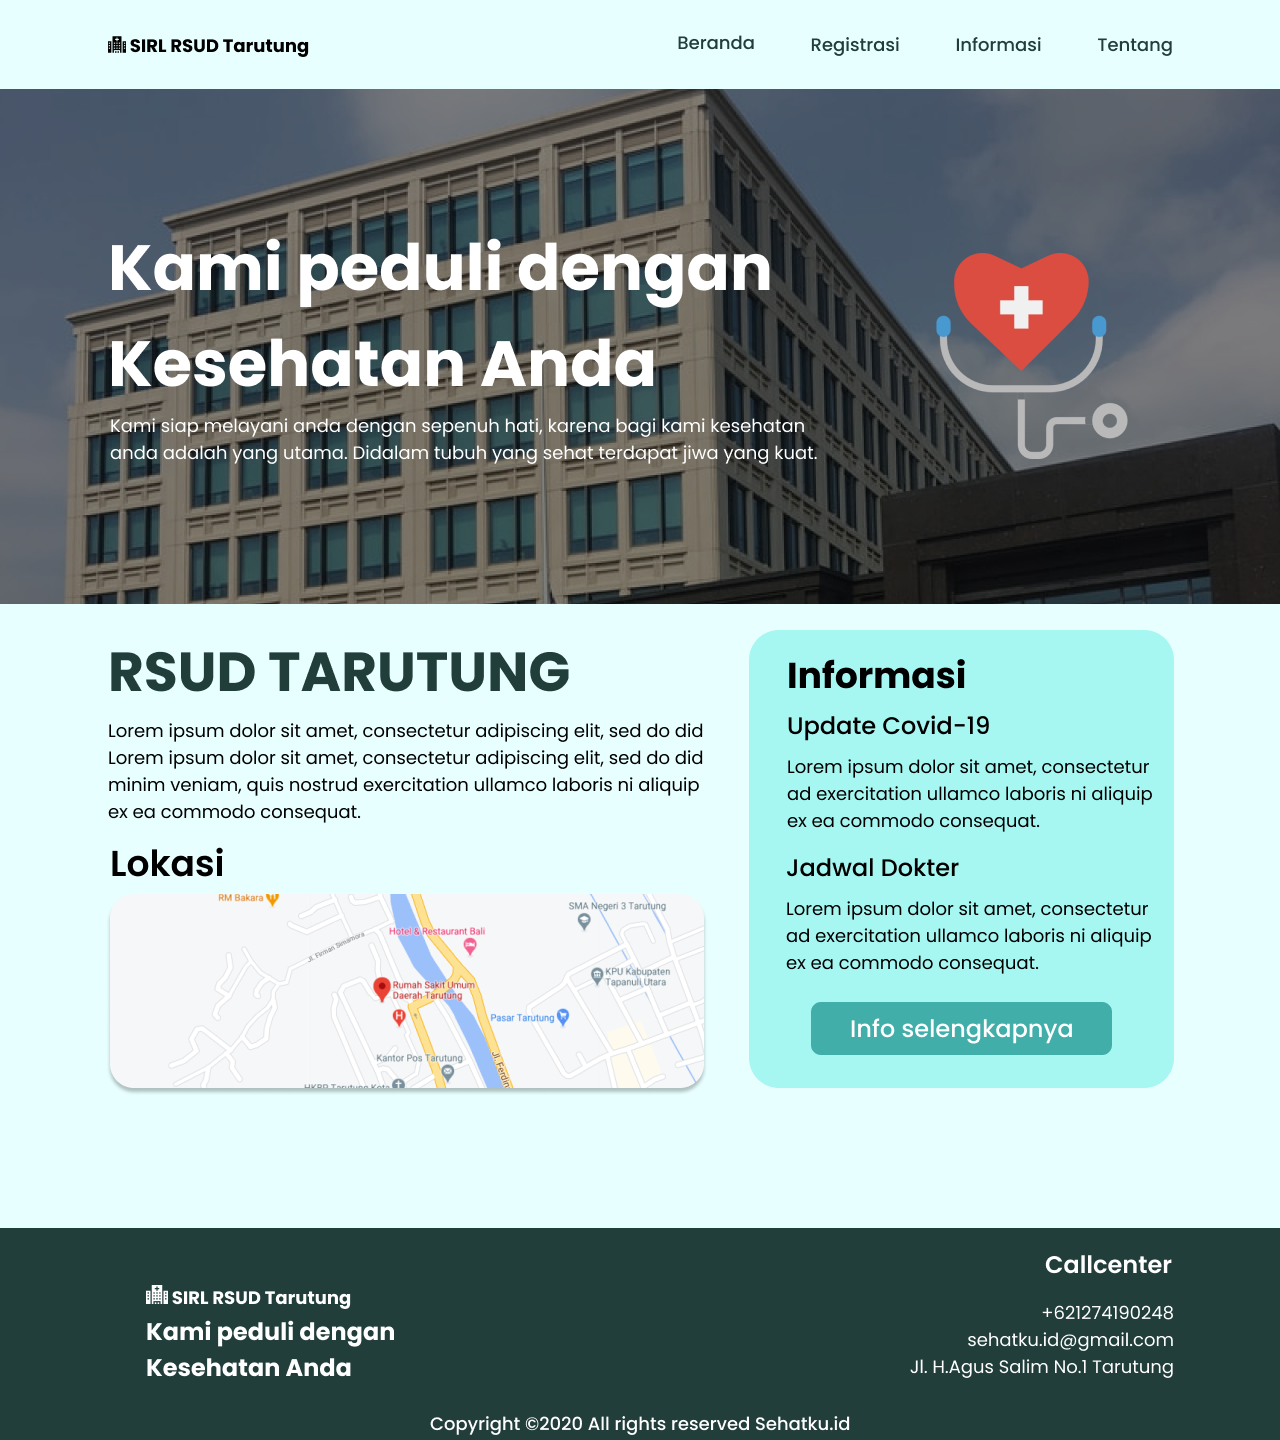 SIRL RSUD Tarutung
Beranda
Registrasi
Informasi
Tentang
Kami peduli dengan
Kesehatan Anda
Kami siap melayani anda dengan sepenuh hati, karena bagi kami kesehatan
anda adalah yang utama. Didalam tubuh yang sehat terdapat jiwa yang kuat.
RSUD TARUTUNG
Lorem ipsum dolor sit amet, consectetur adipiscing elit, sed do did
Lorem ipsum dolor sit amet, consectetur adipiscing elit, sed do did
minim veniam, quis nostrud exercitation ullamco laboris ni aliquip
ex ea commodo consequat.
Lokasi
RM Bakara
SMA Negeri 3 Tarutung
Hotel & Restaurant Bali
Jl. Firman Simamora
KPU Kabupaten
Tapanuli Utara
Rumah Sakit Umum
Daerah Tarutung
H
Pasar Tarutung
Kantor Pos Tarutung
Jl. Ferdin
HKBP Tarutung Kota
Informasi
Update Covid-19
Lorem ipsum dolor sit amet, consectetur
ad exercitation ullamco laboris ni aliquip
ex ea commodo consequat.
Jadwal Dokter
Lorem ipsum dolor sit amet, consectetur
ad exercitation ullamco laboris ni aliquip
ex ea commodo consequat.
Info selengkapnya
SIRL RSUD Tarutung
Kami peduli dengan
Kesehatan Anda
Callcenter
+621274190248
sehatku.id@gmail.com
Jl. H.Agus Salim No.1 Tarutung
Copyright ©2020 All rights reserved Sehatku.id